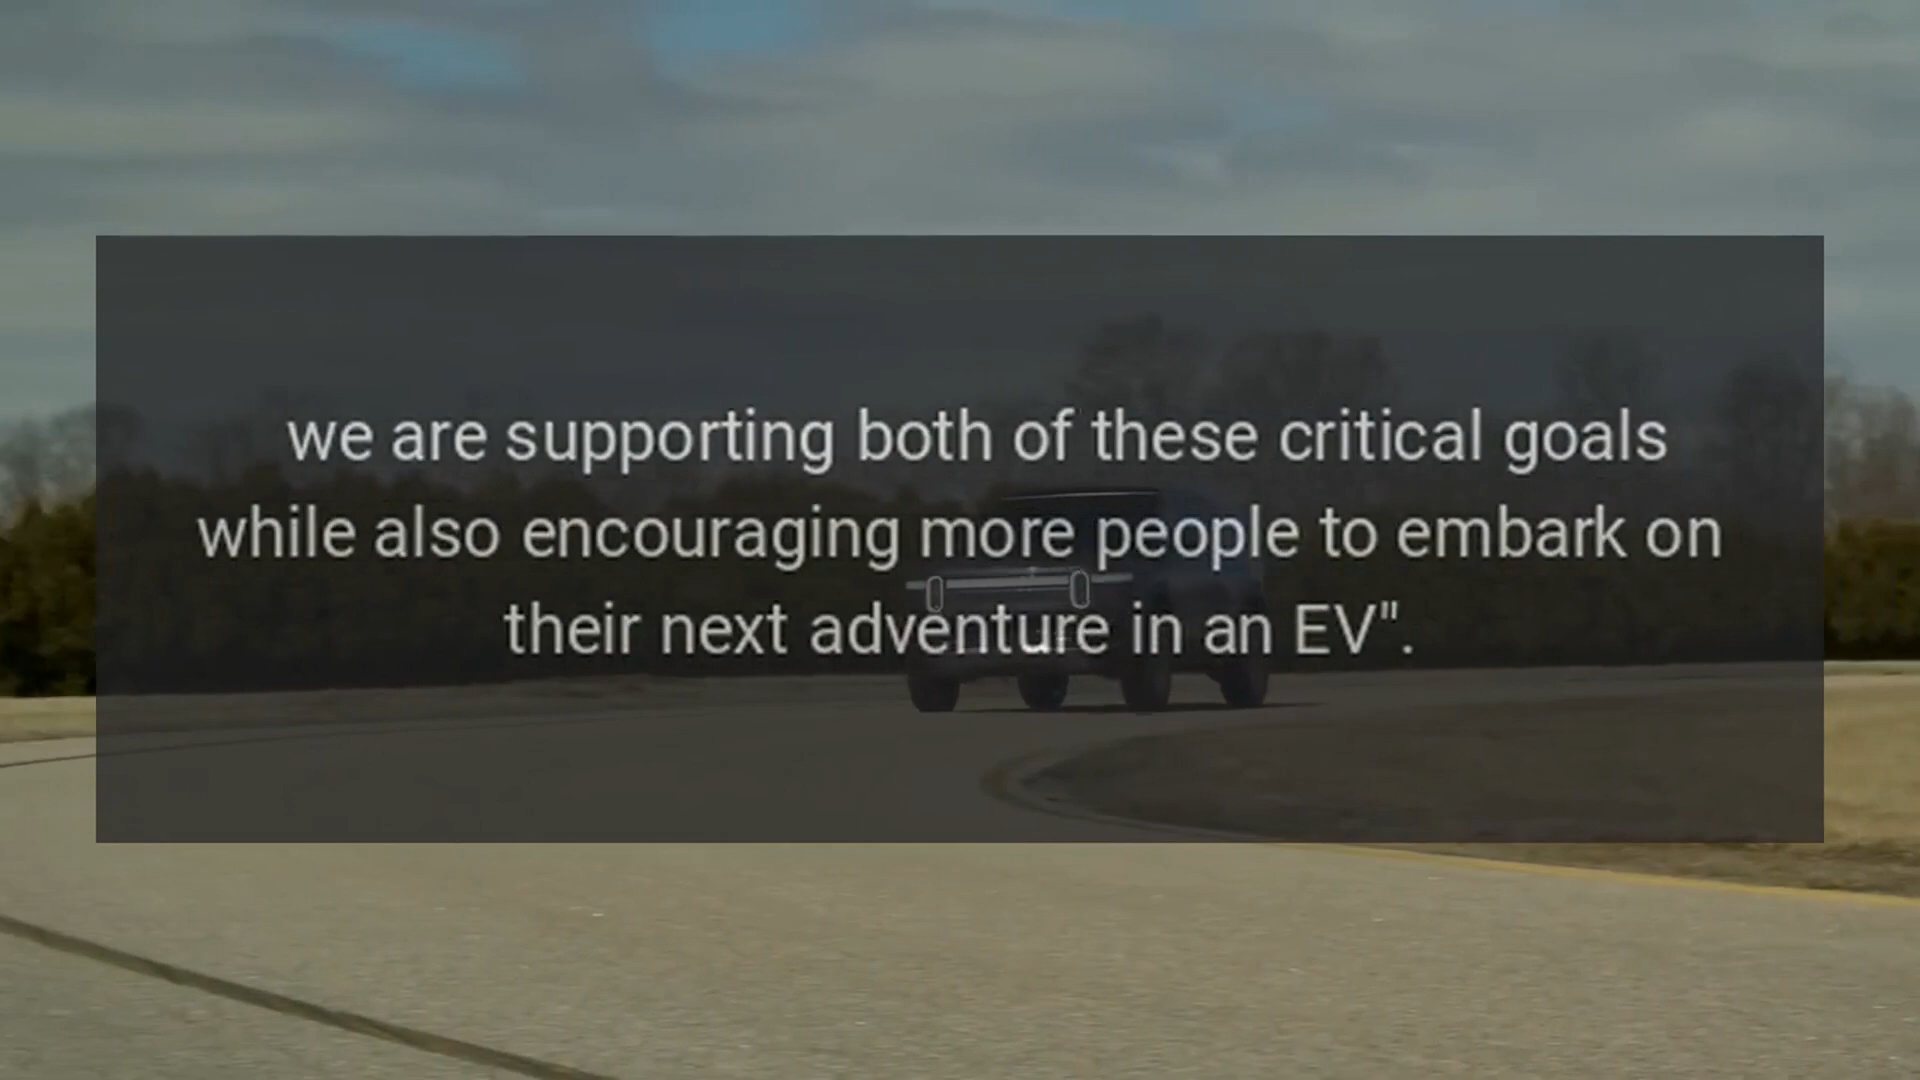 we are supporting both of these critical goals
while also encouraging more people to embark on
their next adventure in an EV".